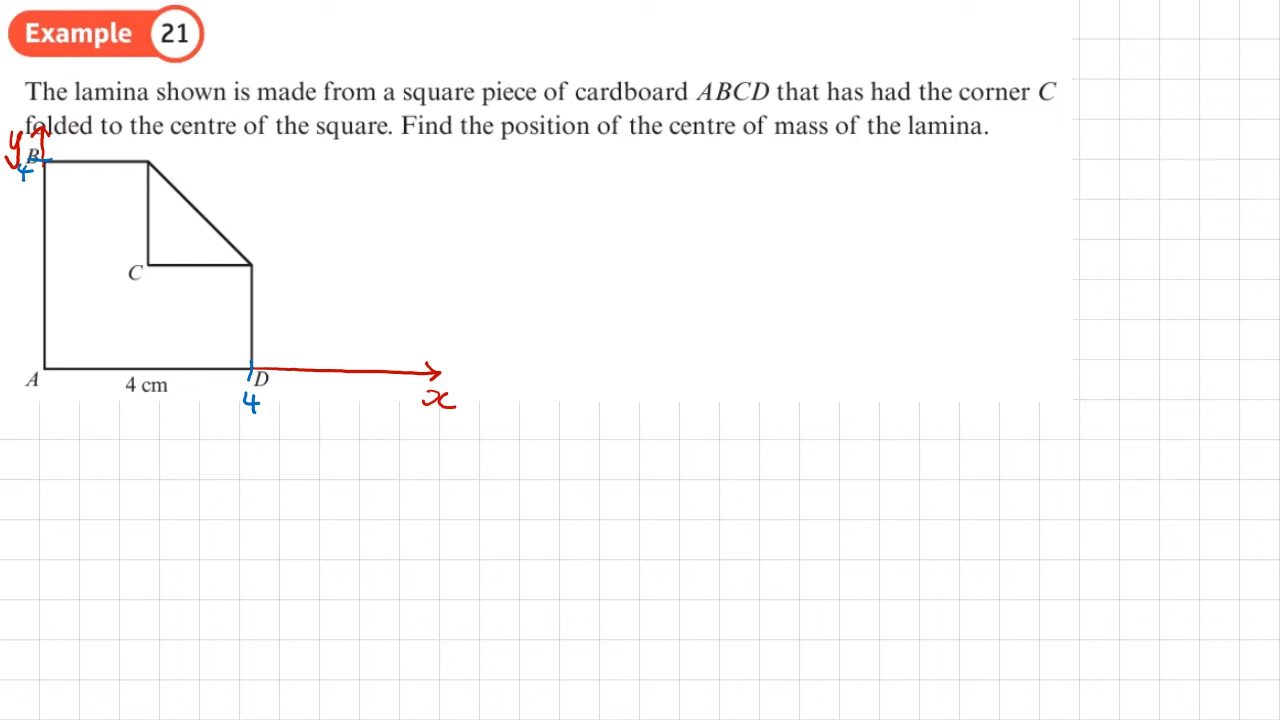 Example 21
The lamina shown is made from a square piece of cardboard ABCD that has had the corner C
folded to the centre of the square. Find the position of the centre of mass of the lamina.
y
B
4
C
A
4 cm
D
4
x